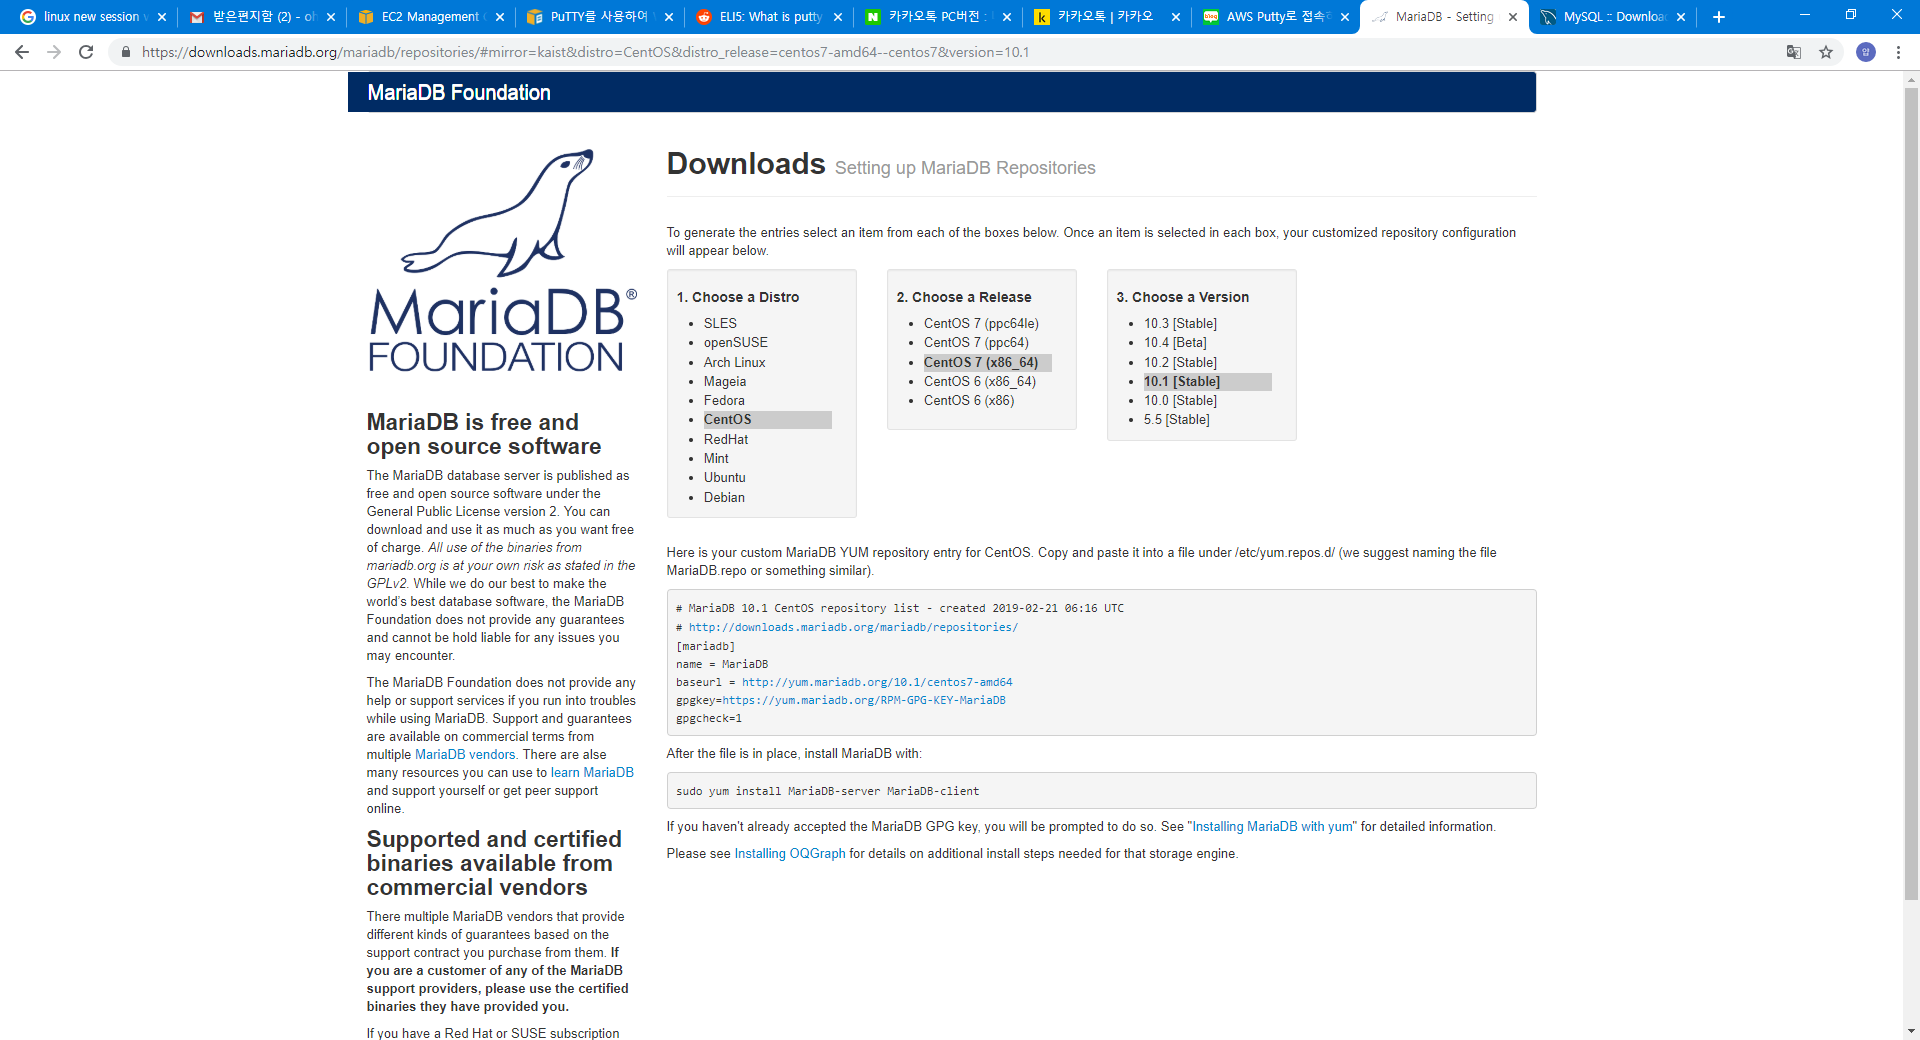 linux new session
받은편지함 (2) - oh
EC2 Management
PuTTY를 사용하여
ELI5: What is putty
카카오톡 PC버전 :
카카오톡 | 카카오
AWS Putty로 접속
MariaDB - Setting
MySQL :: Downloa
https://downloads.mariadb.org/mariadb/repositories/#mirror=kaist&distro=CentOS&distro_release=centos7-amd64--centos7&version=10.1
MariaDB Foundation
MariaDB®
FOUNDATION
MariaDB is free and
open source software
The MariaDB database server is published as
free and open source software under the
General Public License version 2. You can
download and use it as much as you want free
of charge. All use of the binaries from
mariadb.org is at your own risk as stated in the
GPLv2. While we do our best to make the
world's best database software, the MariaDB
Foundation does not provide any guarantees
and cannot be hold liable for any issues you
may encounter.
The MariaDB Foundation does not provide any
help or support services if you run into troubles
while using MariaDB. Support and guarantees
are available on commercial terms from
multiple MariaDB vendors. There are alse
many resources you can use to learn MariaDB
and support yourself or get peer support
online.
Supported and certified
binaries available from
commercial vendors
There multiple MariaDB vendors that provide
different kinds of guarantees based on the
support contract you purchase from them. If
you are a customer of any of the MariaDB
support providers, please use the certified
binaries they have provided you.
If you have a Red Hat or SUSE subscription
Downloads Setting up MariaDB Repositories
To generate the entries select an item from each of the boxes below. Once an item is selected in each box, your customized repository configuration
will appear below.
1. Choose a Distro
SLES
openSUSE
Arch Linux
Mageia
Fedora
CentOS
RedHat
Mint
Ubuntu
Debian
2. Choose a Release
CentOS 7 (ppc64le)
CentOS 7 (ppc64)
CentOS 7 (x86_64)
CentOS 6 (x86_64)
CentOS 6 (x86)
3. Choose a Version
10.3 [Stable]
10.4 [Beta]
10.2 [Stable]
10.1 [Stable]
10.0 [Stable]
5.5 [Stable]
Here is your custom MariaDB YUM repository entry for CentOS. Copy and paste it into a file under /etc/yum.repos.d/ (we suggest naming the file
MariaDB.repo or something similar).
# MariaDB 10.1 CentOS repository list - created 2019-02-21 06:16 UTC
# http://downloads.mariadb.org/mariadb/repositories/
[mariadb]
name = MariaDB
baseurl = http://yum.mariadb.org/10.1/centos7-amd64
gpgkey=https://yum.mariadb.org/RPM-GPG-KEY-MariaDB
gpgcheck=1
After the file is in place, install MariaDB with:
sudo yum install MariaDB-server MariaDB-client
If you haven't already accepted the MariaDB GPG key, you will be prompted to do so. See "Installing MariaDB with yum" for detailed information.
Please see Installing OQGraph for details on additional install steps needed for that storage engine.